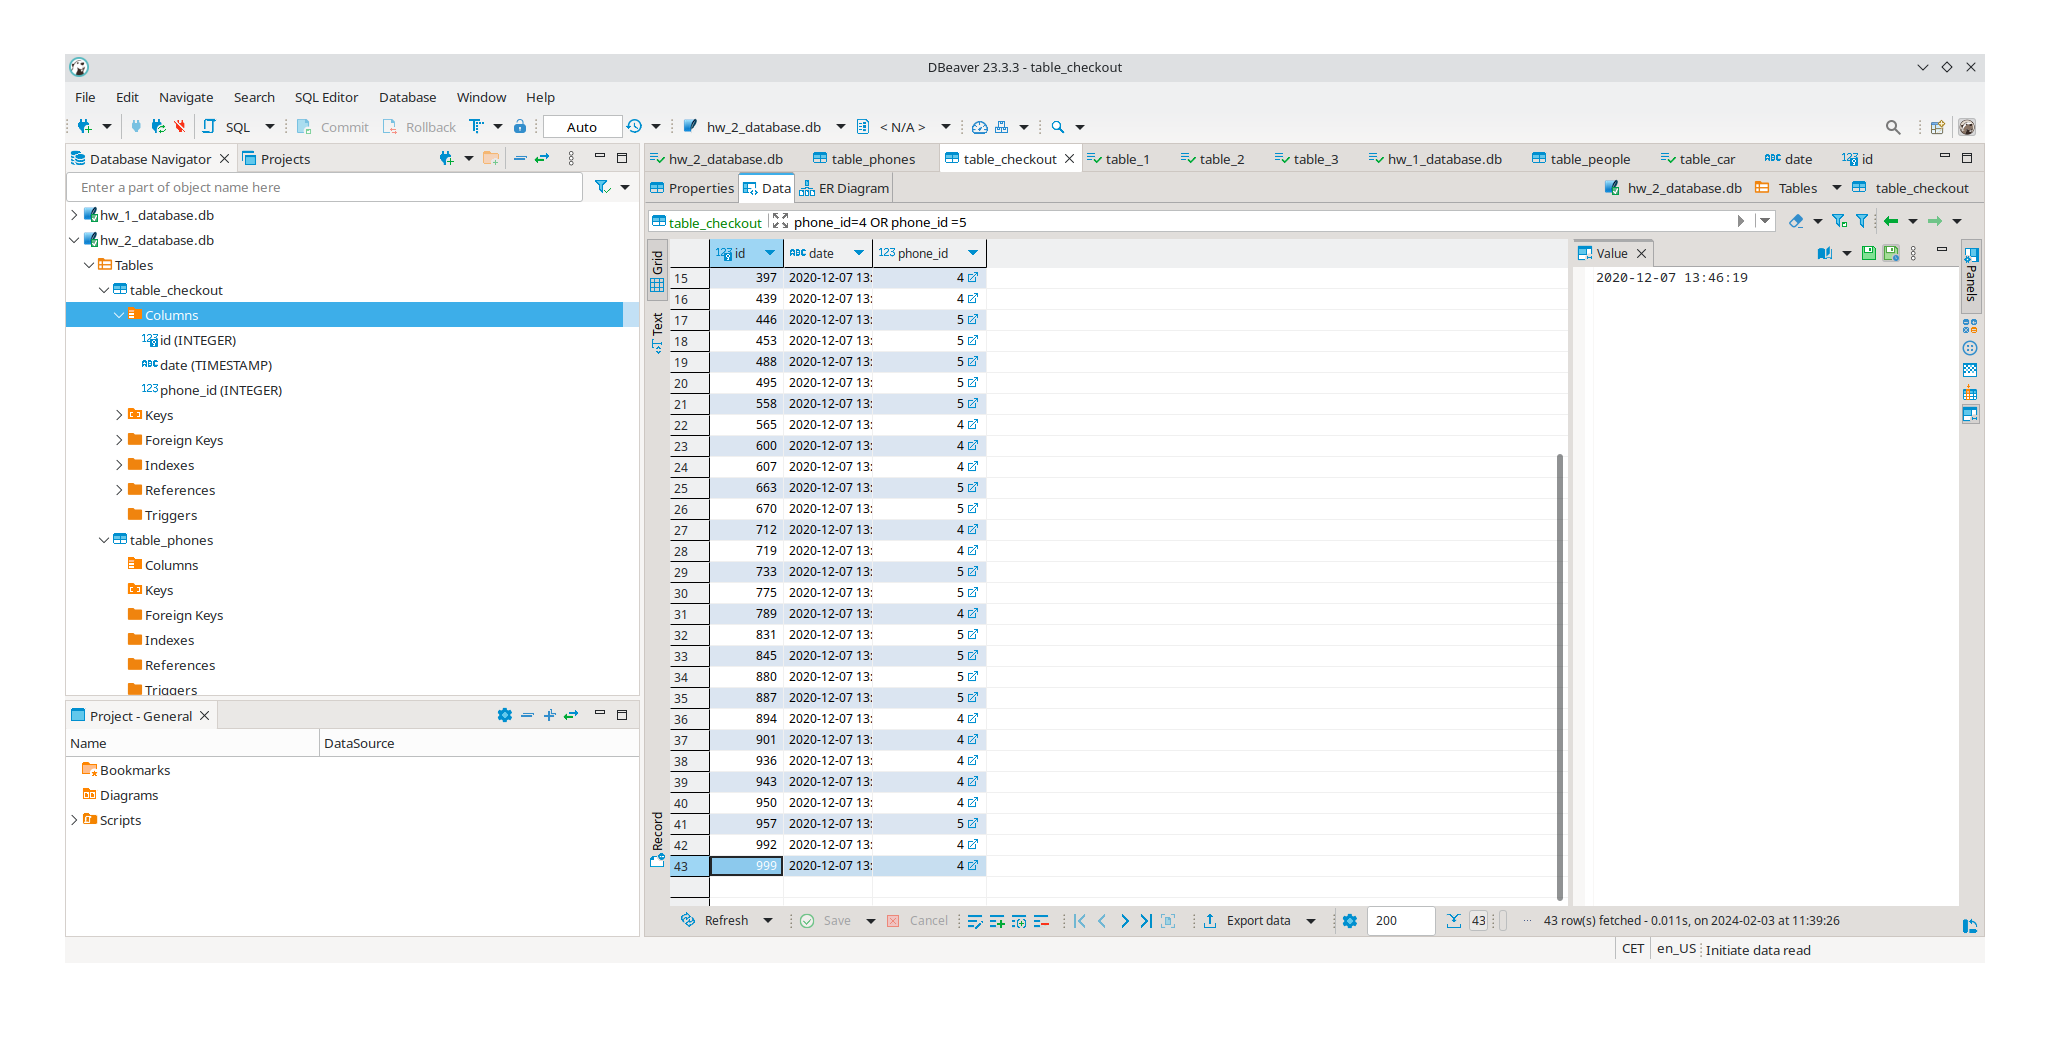 DBeaver 23.3.3 - table_checkout
File Edit Navigate Search SQL Editor Database Window Help
SQL Commit Rollback Auto hw_2_database.db < N/A >
Database Navigator Projects
hw_2_database.db table_phones table_checkout table_1 table_2 table_3 hw_1_database.db table_people table_car ABC date 123 id
Enter a part of object name here
Properties Data ER Diagram hw_2_database.db Tables table_checkout
table_checkout phone_id=4 OR phone_id =5
hw_1_database.db
hw_2_database.db
Tables
table_checkout
Columns
123 id (INTEGER)
ABC date (TIMESTAMP)
123 phone_id (INTEGER)
Keys
Foreign Keys
Indexes
References
Triggers
table_phones
Columns
Keys
Foreign Keys
Indexes
References
Triggers
Project - General
Name DataSource
Bookmarks
Diagrams
Scripts
Grid
Text
Record
123 id ABC date 123 phone_id
15 397 2020-12-07 13: 4
16 439 2020-12-07 13: 4
17 446 2020-12-07 13: 5
18 453 2020-12-07 13: 5
19 488 2020-12-07 13: 5
20 495 2020-12-07 13: 5
21 558 2020-12-07 13: 5
22 565 2020-12-07 13: 4
23 600 2020-12-07 13: 4
24 607 2020-12-07 13: 4
25 663 2020-12-07 13: 5
26 670 2020-12-07 13: 5
27 712 2020-12-07 13: 4
28 719 2020-12-07 13: 4
29 733 2020-12-07 13: 5
30 775 2020-12-07 13: 5
31 789 2020-12-07 13: 4
32 831 2020-12-07 13: 5
33 845 2020-12-07 13: 5
34 880 2020-12-07 13: 5
35 887 2020-12-07 13: 5
36 894 2020-12-07 13: 4
37 901 2020-12-07 13: 4
38 936 2020-12-07 13: 4
39 943 2020-12-07 13: 4
40 950 2020-12-07 13: 4
41 957 2020-12-07 13: 5
42 992 2020-12-07 13: 4
43 999 2020-12-07 13: 4
Value
2020-12-07 13:46:19
Panels
Refresh Save Cancel Export data 200 43 ... 43 row(s) fetched - 0.011s, on 2024-02-03 at 11:39:26
CET en_US Initiate data read